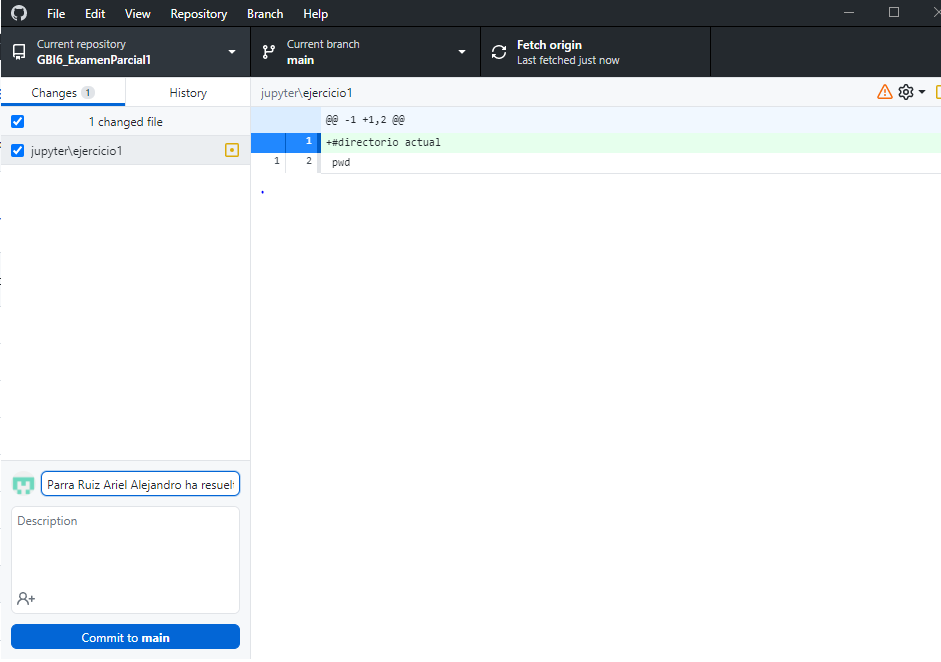 File Edit View Repository Branch Help
Current repository
GBI6_ExamenParcial1
Current branch
main
Fetch origin
Last fetched just now
Changes 1
History
jupyter\ejercicio1
1 changed file
jupyter\ejercicio1
@@ -1 +1,2 @@
1 +#directorio actual
1 2 pwd
Parra Ruiz Ariel Alejandro ha resuel
Description
Commit to main